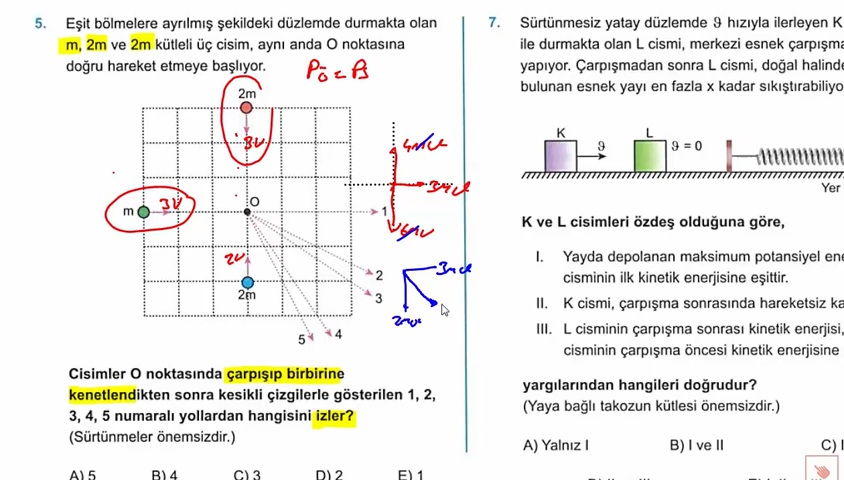 5. Eşit bölmelere ayrılmış şekildeki düzlemde durmakta olan
m, 2m ve 2m kütleli üç cisim, aynı anda O noktasına
doğru hareket etmeye başlıyor.
2m
3V
m
3V
O
1
2V
2m
2
3
4
5
Cisimler O noktasında çarpışıp birbirine
kenetlendikten sonra kesikli çizgilerle gösterilen 1, 2,
3, 4, 5 numaralı yollardan hangisini izler?
(Sürtünmeler önemsizdir.)
A) 5 B) 4 C) 3 D) 2 E) 1
7. Sürtünmesiz yatay düzlemde ϑ hızıyla ilerleyen K
ile durmakta olan L cismi, merkezi esnek çarpışma
yapıyor. Çarpışmadan sonra L cismi, doğal halinde
bulunan esnek yayı en fazla x kadar sıkıştırabiliyo
K
ϑ
L
ϑ = 0
Yer
K ve L cisimleri özdeş olduğuna göre,
I. Yayda depolanan maksimum potansiyel ene
cisminin ilk kinetik enerjisine eşittir.
II. K cismi, çarpışma sonrasında hareketsiz ka
III. L cisminin çarpışma sonrası kinetik enerjisi,
cisminin çarpışma öncesi kinetik enerjisine
yargılarından hangileri doğrudur?
(Yaya bağlı takozun kütlesi önemsizdir.)
A) Yalnız I B) I ve II C) I